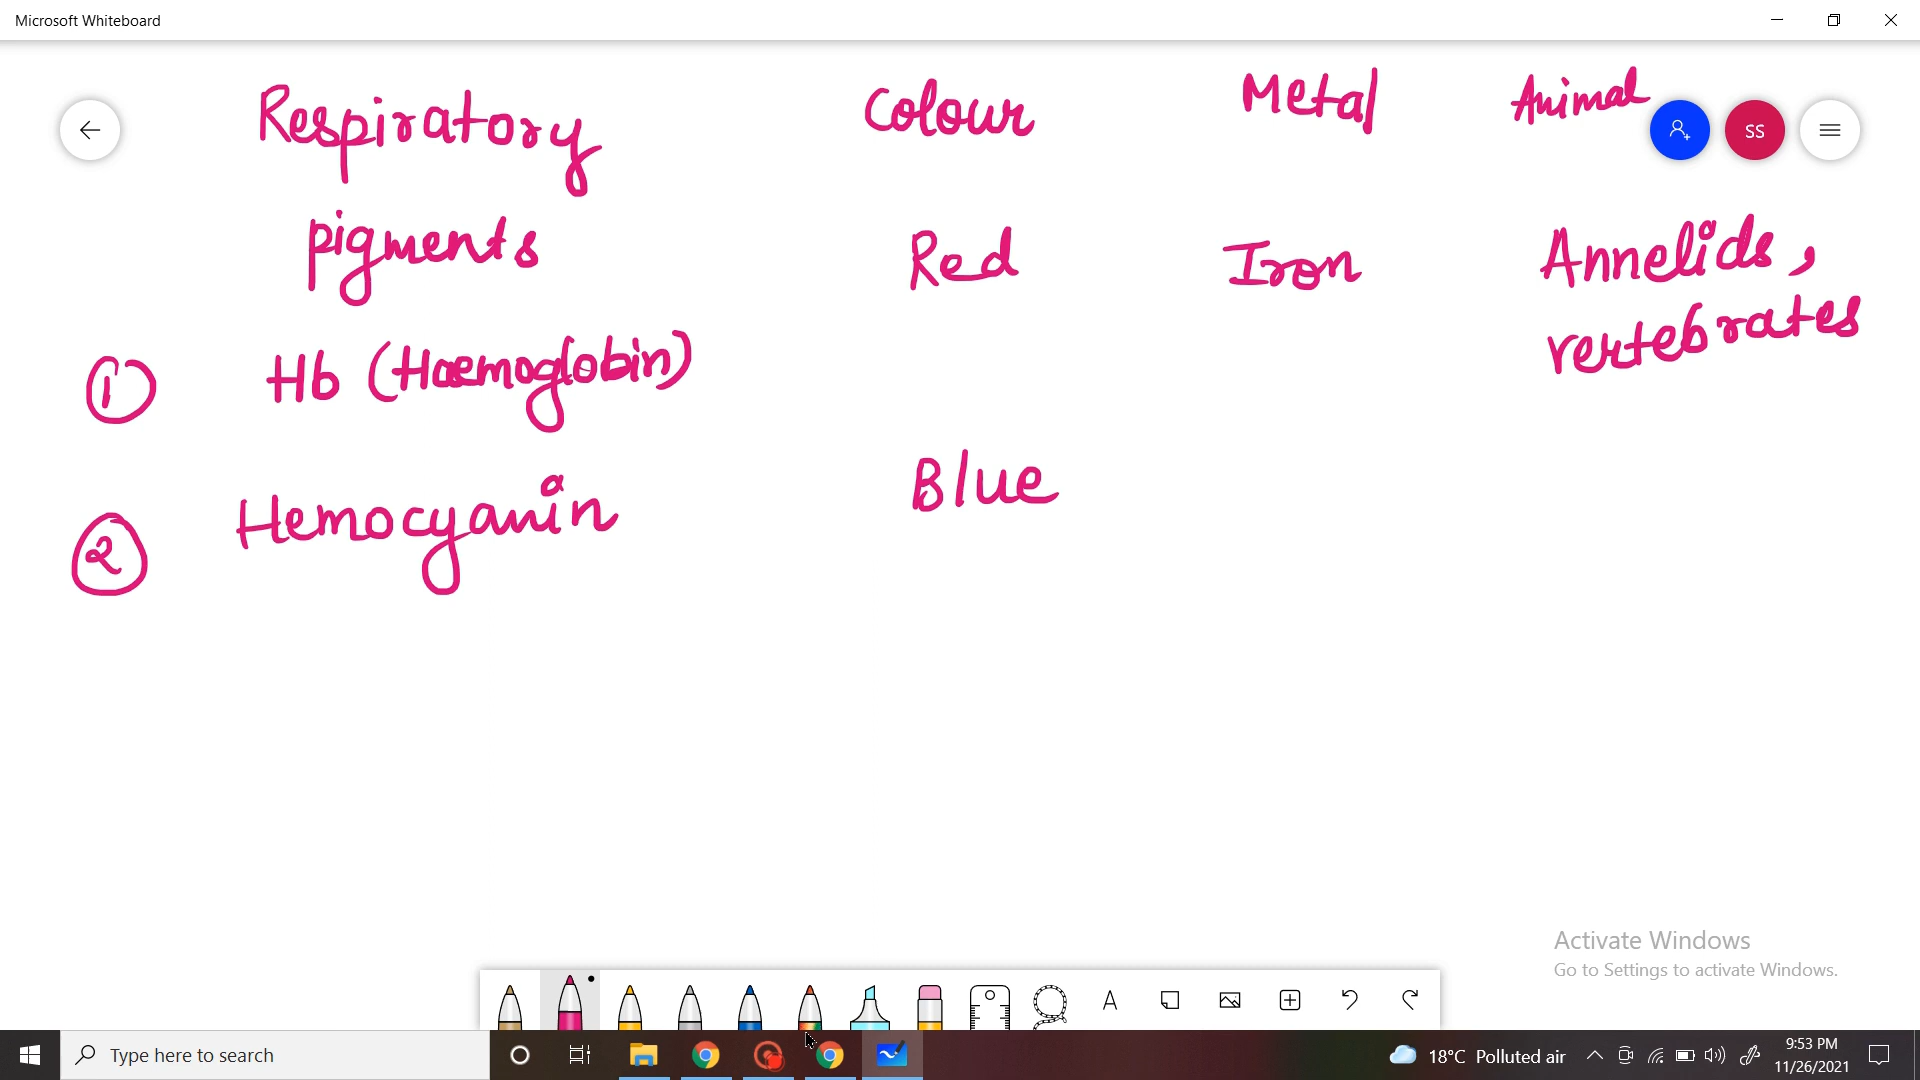 Microsoft Whiteboard
Respiratory Colour Metal Animal
SS
pigments Red Iron Annelids,
vertebrates
1 Hb (Haemoglobin)
2 Hemocyanin Blue
Activate Windows
Go to Settings to activate Windows.
A
Type here to search
18°C Polluted air
9:53 PM
11/26/2021